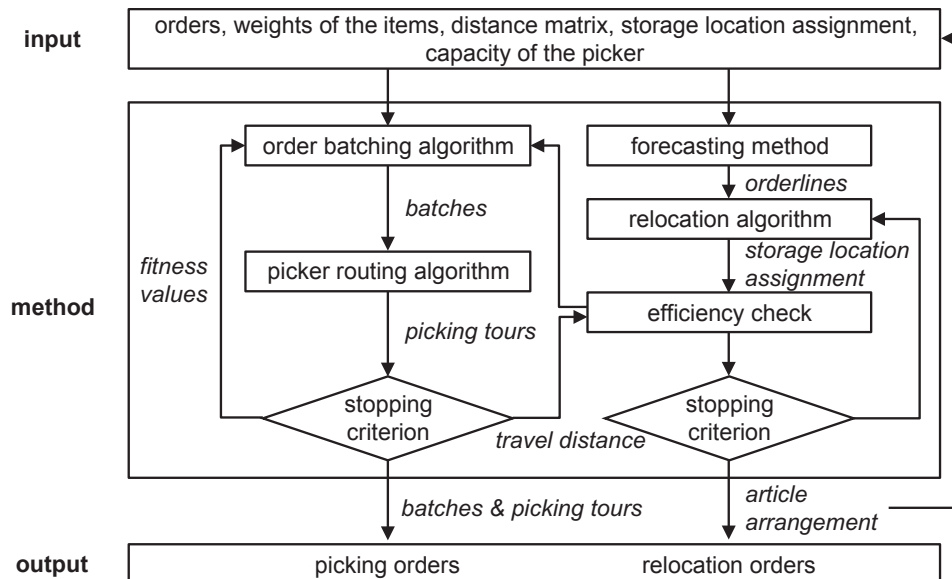 input
orders, weights of the items, distance matrix, storage location assignment,
capacity of the picker
method
order batching algorithm
forecasting method
orderlines
batches
relocation algorithm
fitness
values
picker routing algorithm
storage location
assignment
picking tours
efficiency check
stopping
criterion
travel distance
stopping
criterion
batches & picking tours
article
arrangement
output
picking orders
relocation orders